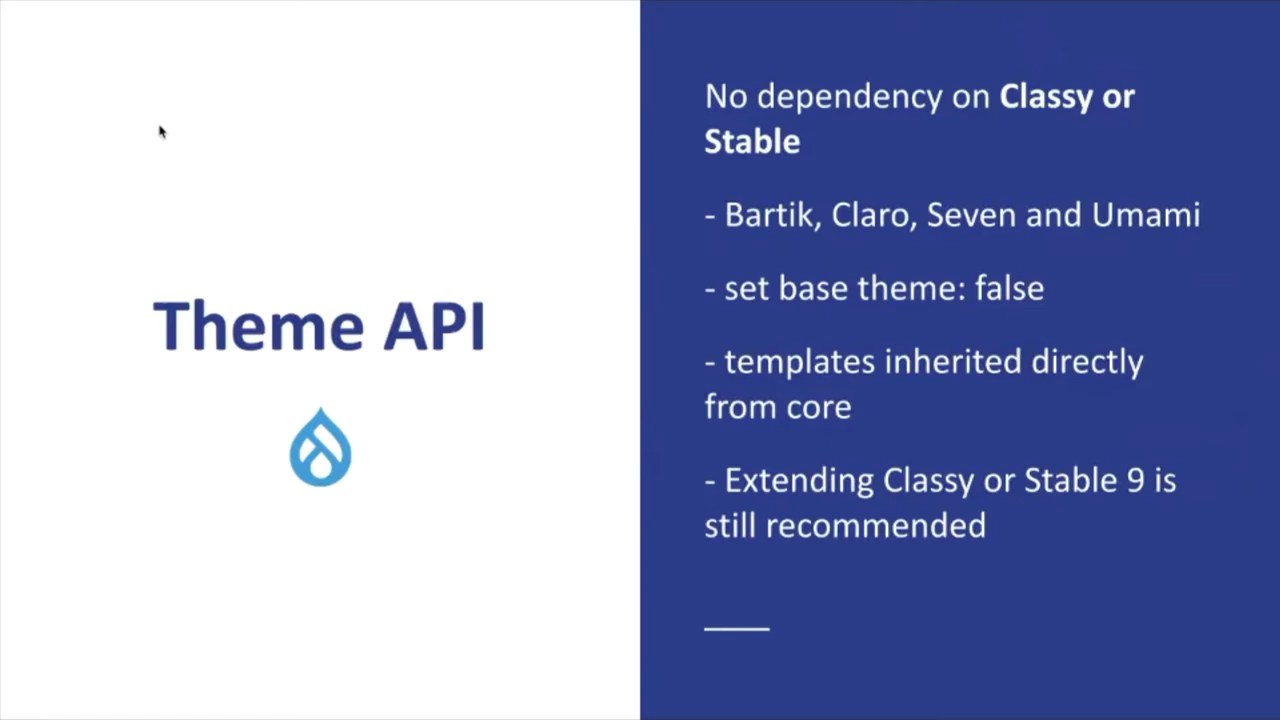 Theme API
No dependency on Classy or
Stable
- Bartik, Claro, Seven and Umami
- set base theme: false
- templates inherited directly
from core
- Extending Classy or Stable 9 is
still recommended